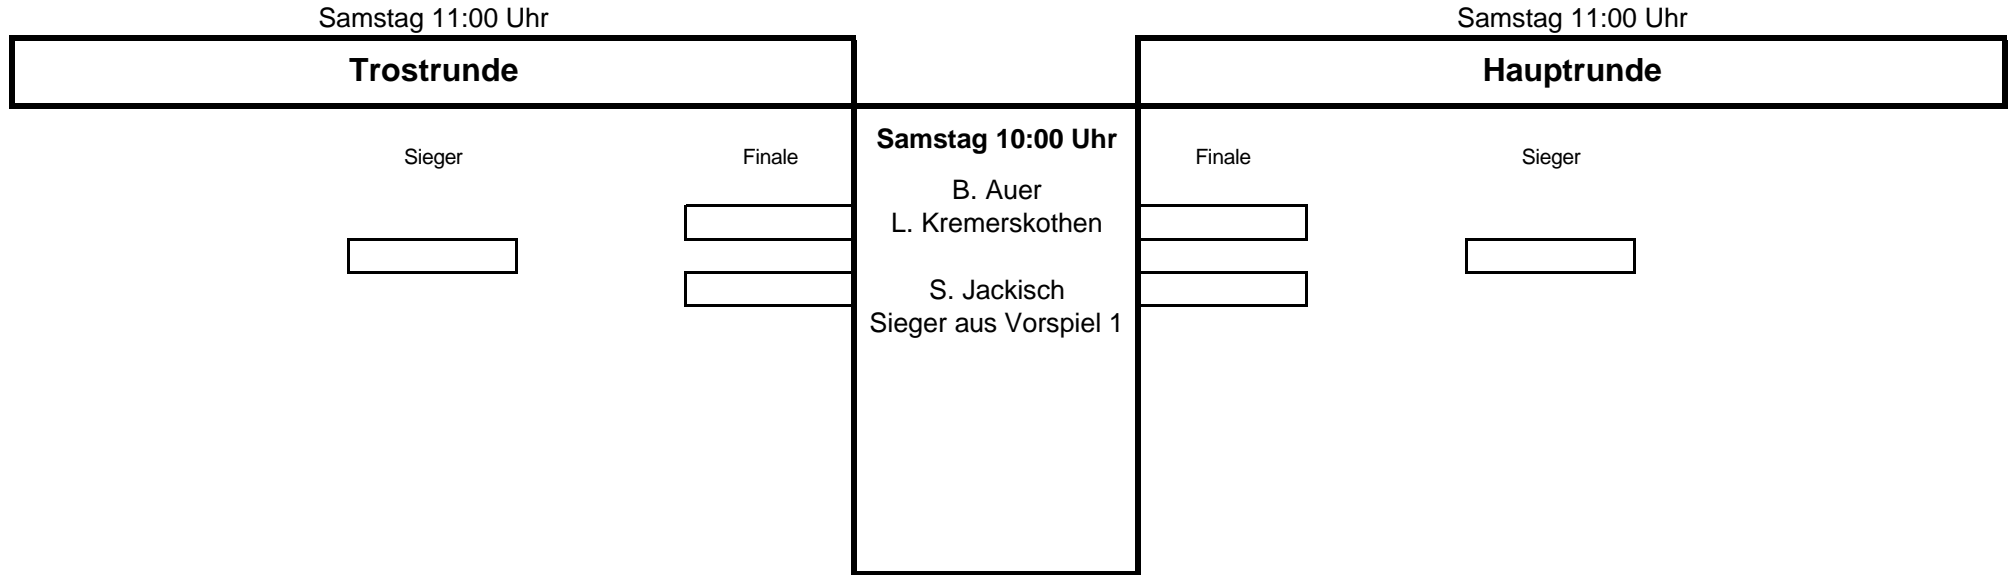 Samstag 11:00 Uhr
Samstag 11:00 Uhr
Trostrunde
Hauptrunde
Samstag 10:00 Uhr
Sieger
Finale
Finale
Sieger
B. Auer
L. Kremerskothen
S. Jackisch
Sieger aus Vorspiel 1